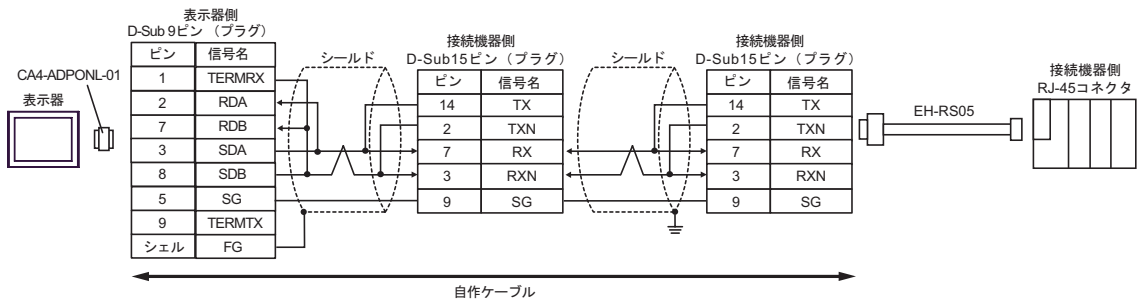 CA4-ADPONL-01
表示器
表示器側
D-Sub 9ピン （プラグ）
ピン 信号名
1 TERMRX
2 RDA
7 RDB
3 SDA
8 SDB
5 SG
9 TERMTX
シェル FG
シールド
接続機器側
D-Sub15ピン（プラグ）
ピン 信号名
14 TX
2 TXN
7 RX
3 RXN
9 SG
シールド
接続機器側
D-Sub15ピン（プラグ）
ピン 信号名
14 TX
2 TXN
7 RX
3 RXN
9 SG
EH-RS05
接続機器側
RJ-45コネクタ
自作ケーブル